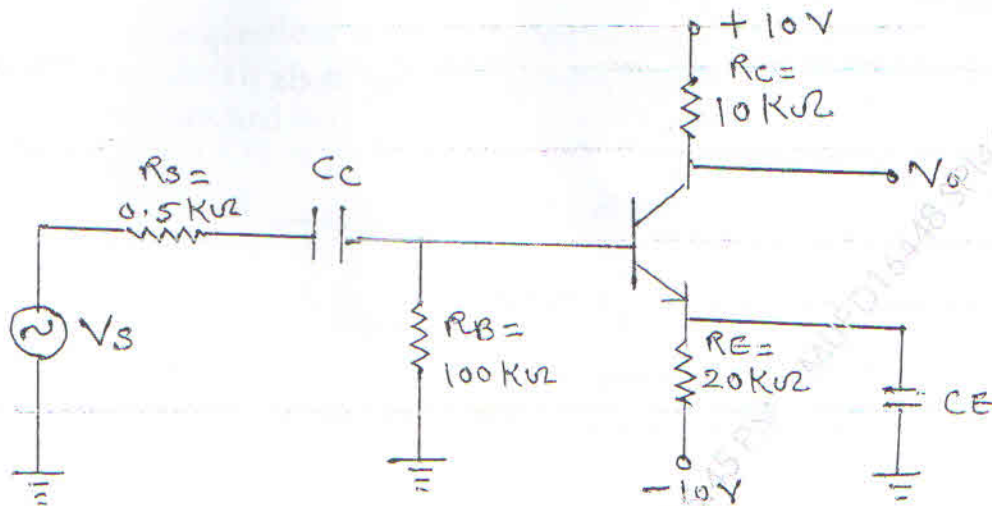 +10V
RC=
10KΩ
RS=
0.5KΩ
CC
Vo
VS
RB=
100KΩ
RE=
20KΩ
CE
-10V